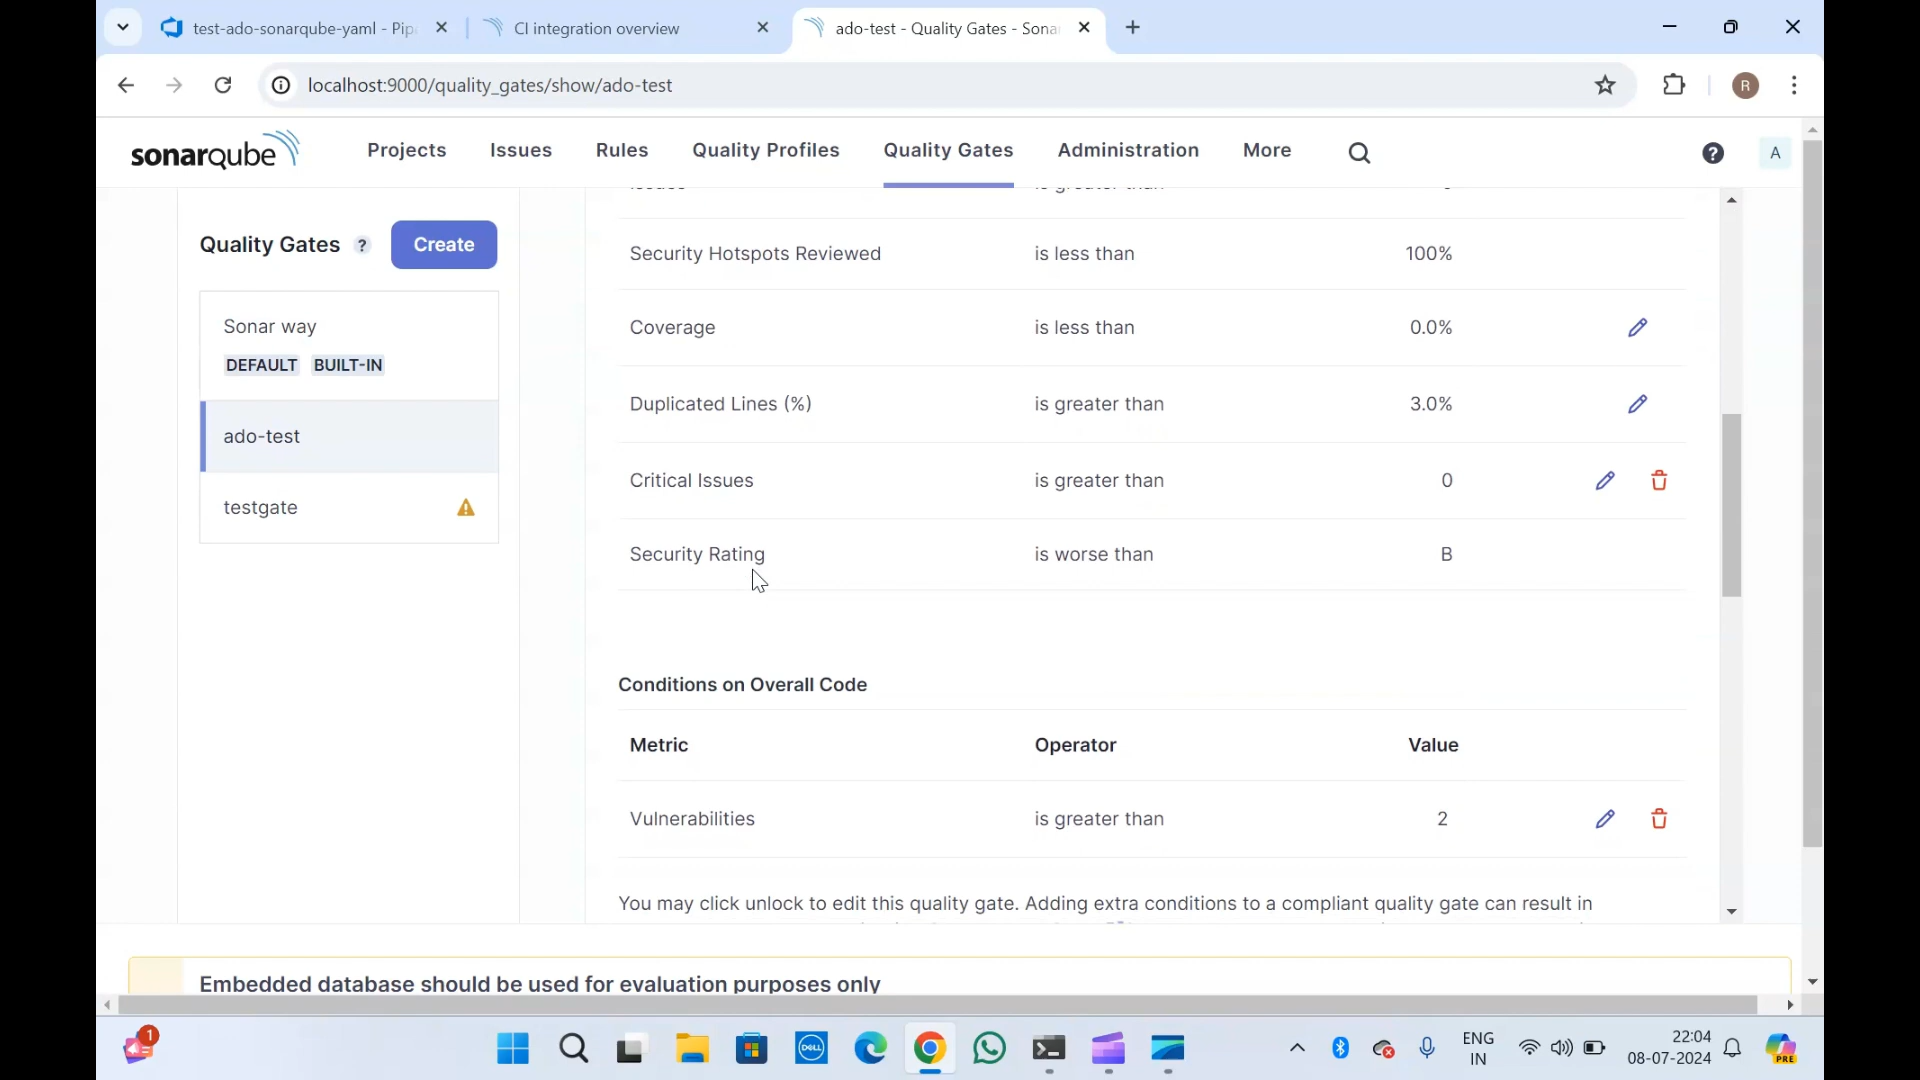 test-ado-sonarqube-yaml - Pip
CI integration overview
ado-test - Quality Gates - Sona
localhost:9000/quality_gates/show/ado-test
R
sonarqube
Projects
Issues
Rules
Quality Profiles
Quality Gates
Administration
More
?
A
Quality Gates ?
Create
Sonar way
DEFAULT BUILT-IN
ado-test
testgate
Security Hotspots Reviewed is less than 100%
Coverage is less than 0.0%
Duplicated Lines (%) is greater than 3.0%
Critical Issues is greater than 0
Security Rating is worse than B
Conditions on Overall Code
Metric Operator Value
Vulnerabilities is greater than 2
You may click unlock to edit this quality gate. Adding extra conditions to a compliant quality gate can result in
Embedded database should be used for evaluation purposes only
1
DELL
ENG
IN
22:04
08-07-2024
PRE